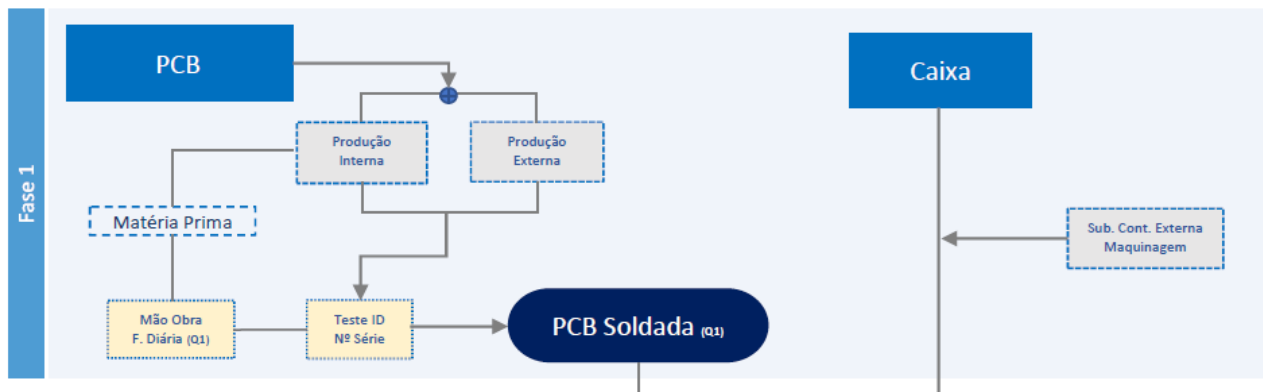 Fase 1
PCB
Caixa
Produção
Interna
Produção
Externa
Matéria Prima
Sub. Cont. Externa
Maquinagem
Mão Obra
F. Diária (Q1)
Teste ID
Nº Série
PCB Soldada (Q1)